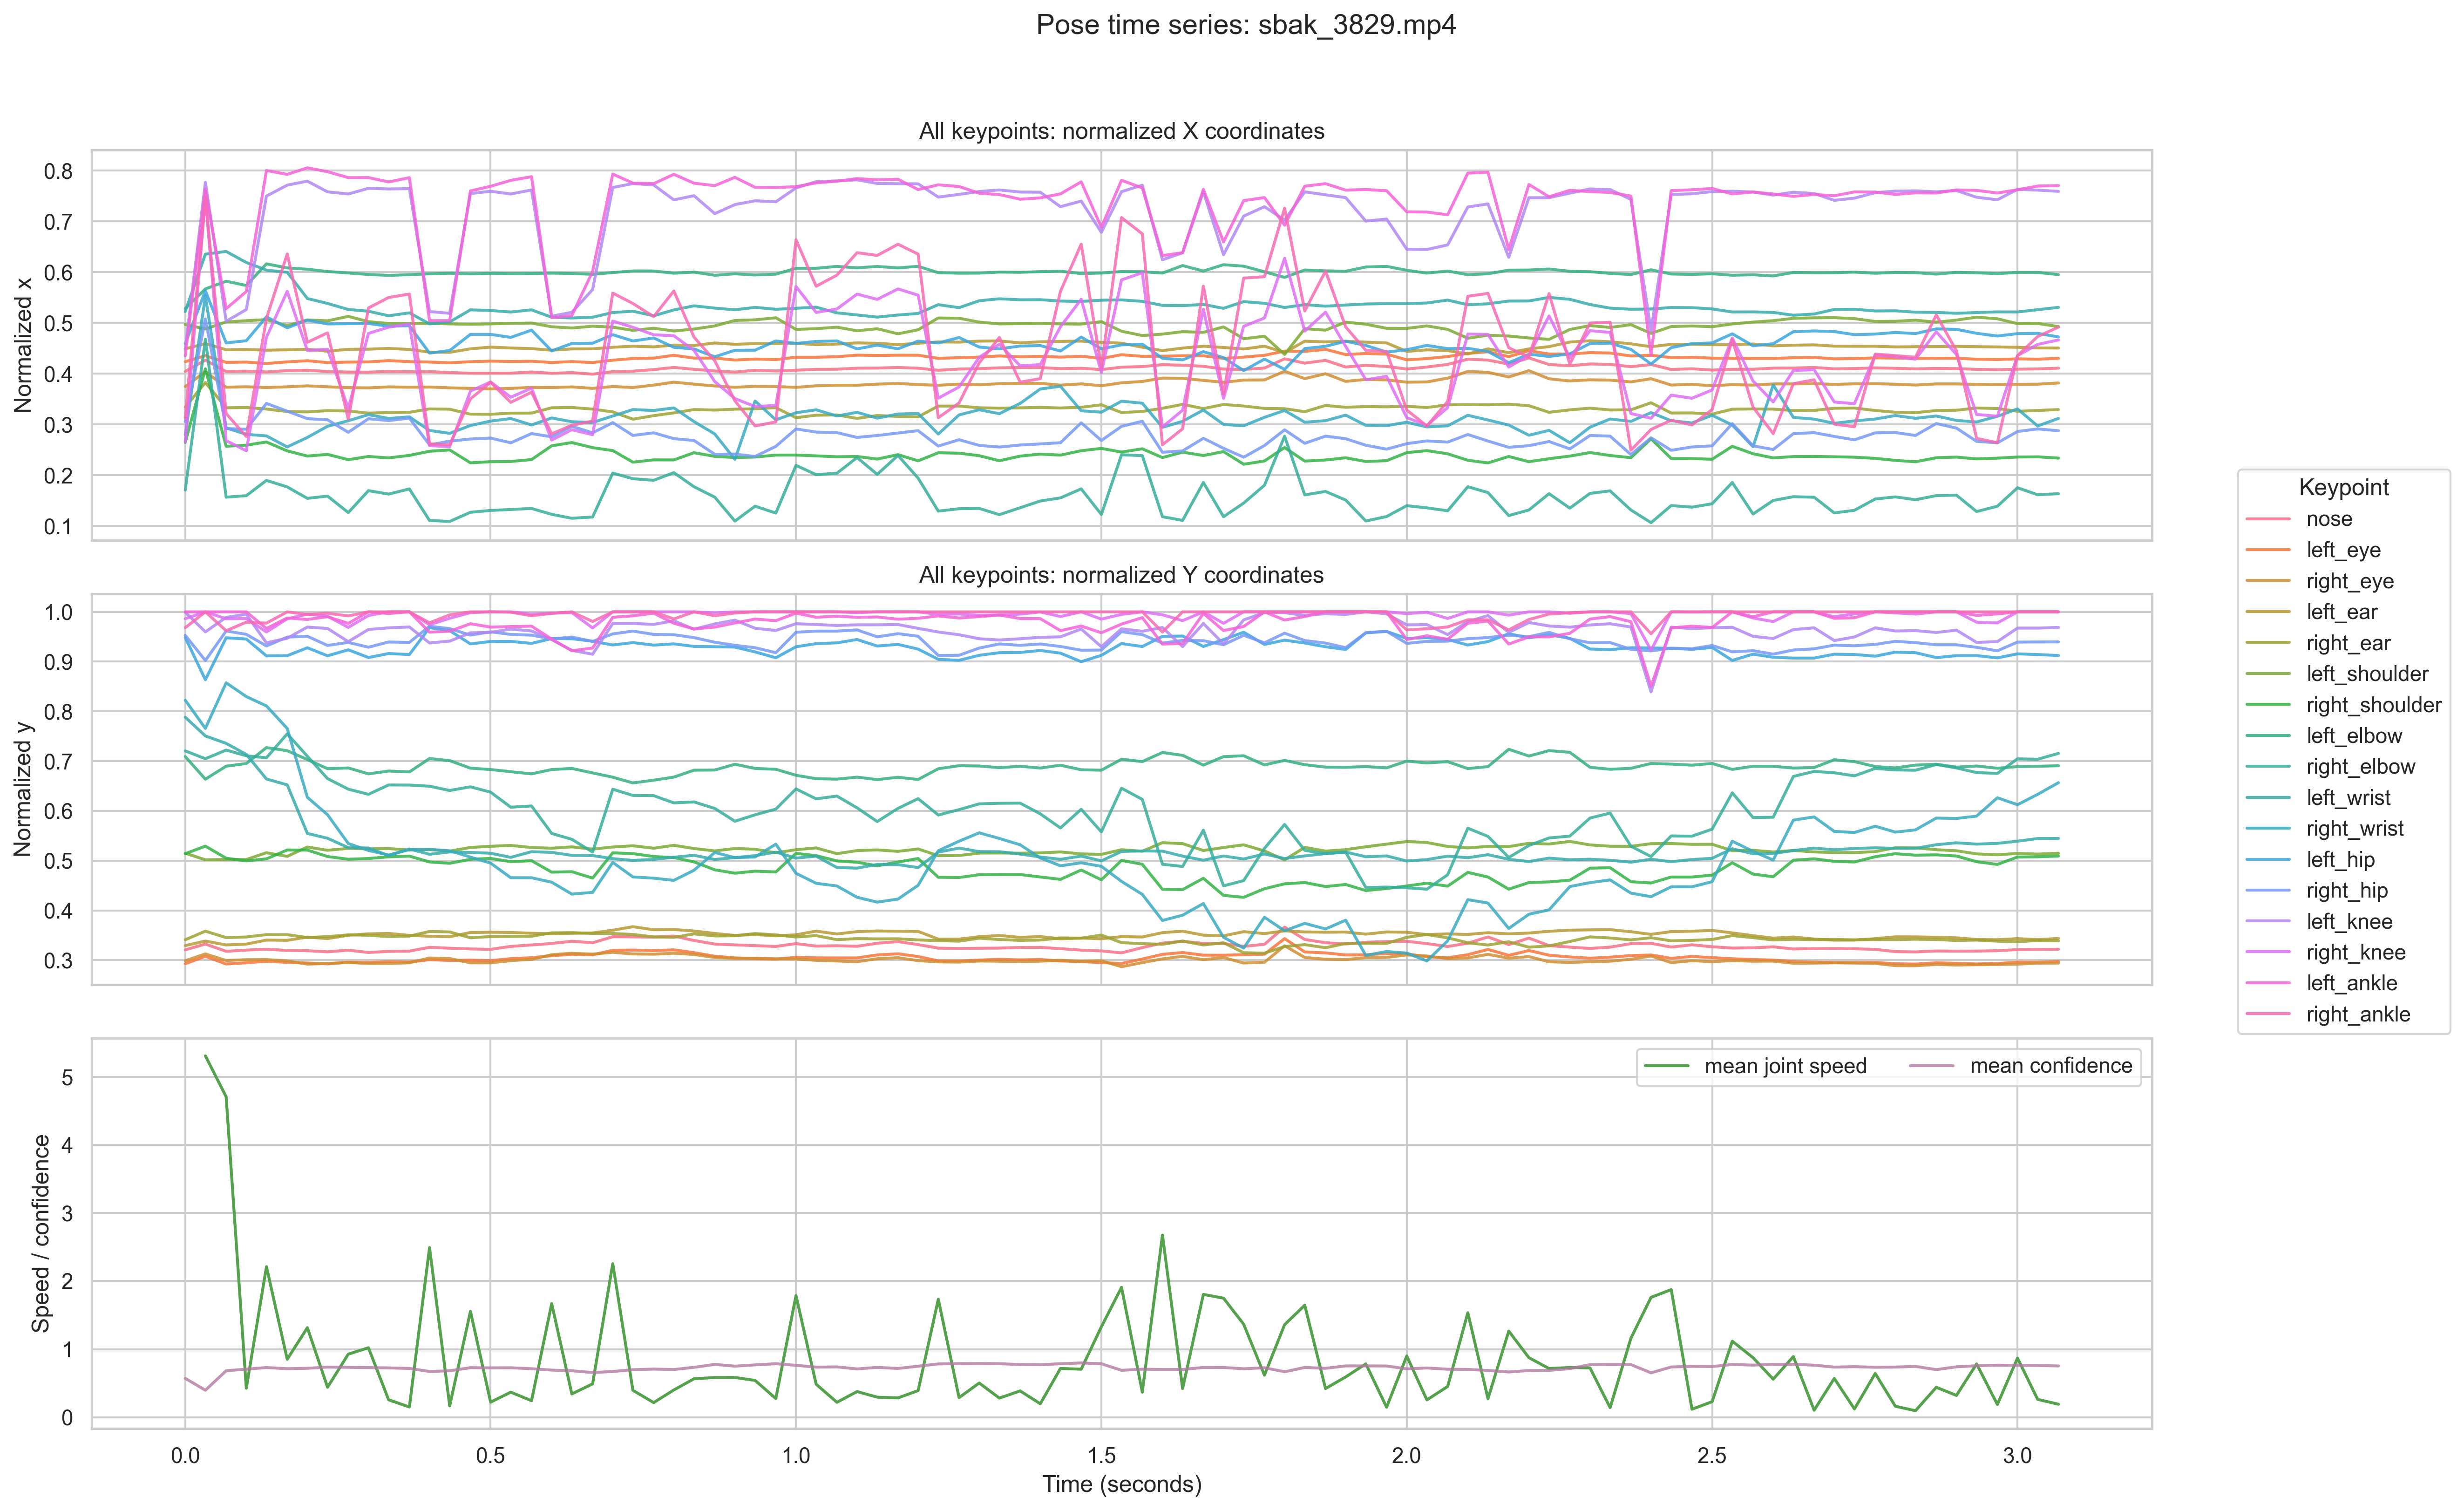 Pose time series: sbak_3829.mp4
All keypoints: normalized X coordinates
Normalized x
0.8
0.7
0.6
0.5
0.4
0.3
0.2
0.1
All keypoints: normalized Y coordinates
Normalized y
1.0
0.9
0.8
0.7
0.6
0.5
0.4
0.3
Keypoint
nose
left_eye
right_eye
left_ear
right_ear
left_shoulder
right_shoulder
left_elbow
right_elbow
left_wrist
right_wrist
left_hip
right_hip
left_knee
right_knee
left_ankle
right_ankle
mean joint speed
mean confidence
Speed / confidence
5
4
3
2
1
0
0.0 0.5 1.0 1.5 2.0 2.5 3.0
Time (seconds)